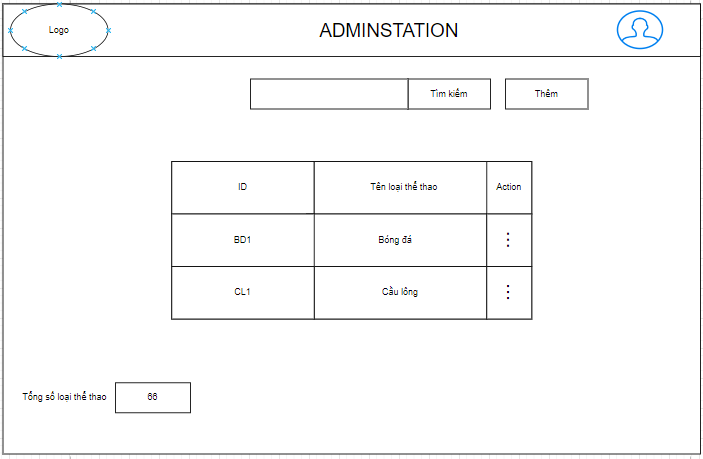 Logo
ADMINSTATION
Tìm kiếm
Thêm
ID
Tên loại thể thao
Action
BD1
Bóng đá
CL1
Cầu lông
Tổng số loại thể thao
66